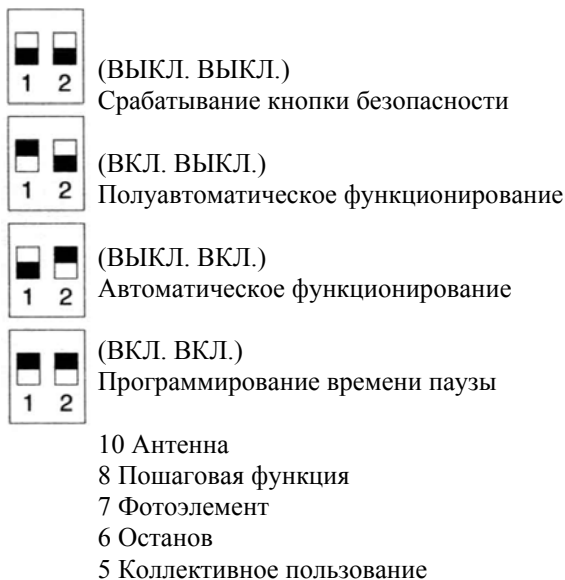 1 2
(ВЫКЛ. ВЫКЛ.)
Срабатывание кнопки безопасности
1 2
(ВКЛ. ВЫКЛ.)
Полуавтоматическое функционирование
1 2
(ВЫКЛ. ВКЛ.)
Автоматическое функционирование
1 2
(ВКЛ. ВКЛ.)
Программирование времени паузы
10 Антенна
8 Пошаговая функция
7 Фотоэлемент
6 Останов
5 Коллективное пользование